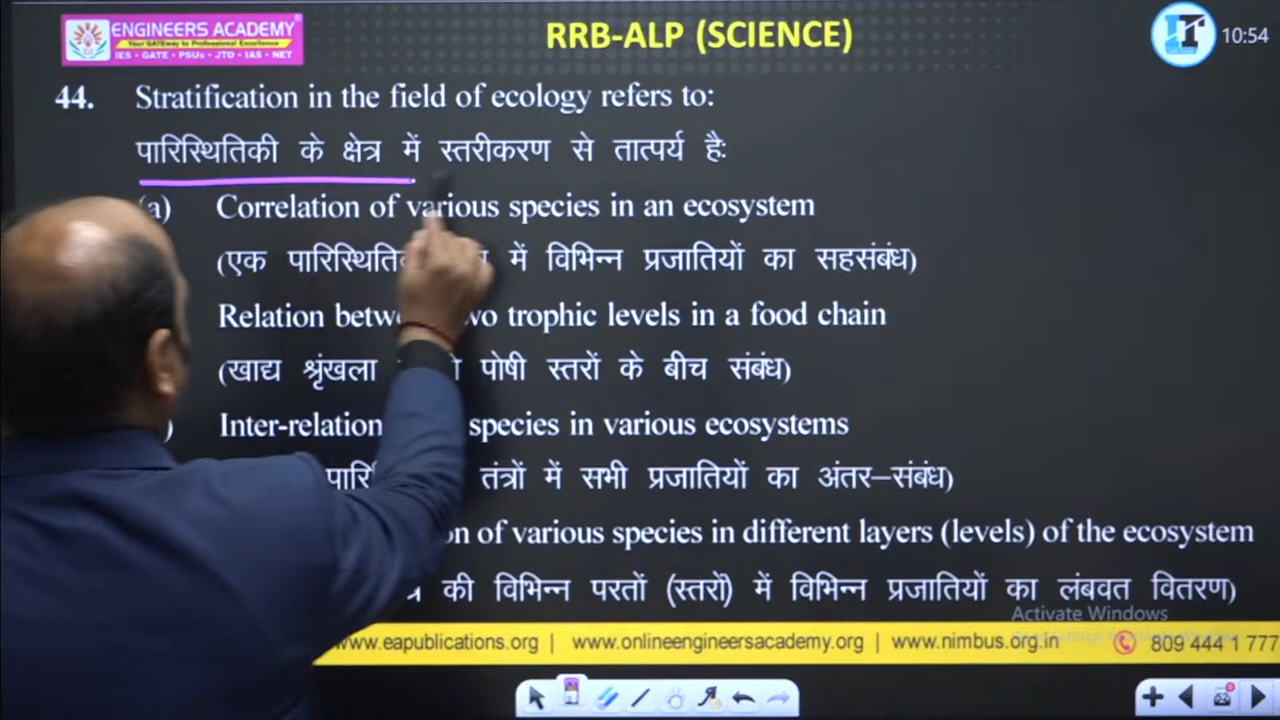 ENGINEERS ACADEMY
Your GATEway to Professional Excellence
IES • GATE • PSUs • JTO • IAS • NET
RRB-ALP (SCIENCE)
10:54
44. Stratification in the field of ecology refers to:
पारिस्थितिकी के क्षेत्र में स्तरीकरण से तात्पर्य है:
(a) Correlation of various species in an ecosystem
(एक में विभिन्न प्रजातियों का सहसंबंध)
Relation trophic levels in a food chain
(खाद्य श्रृंखला पोषी स्तरों के बीच संबंध)
Inter-relation species in various ecosystems
तंत्रों में सभी प्रजातियों का अंतर–संबंध)
of various species in different layers (levels) of the ecosystem
की विभिन्न परतों (स्तरों) में विभिन्न प्रजातियों का लंबवत वितरण)
Activate Windows
www.eapublications.org | www.onlineengineersacademy.org | www.nimbus.org.in 809 444 1 777